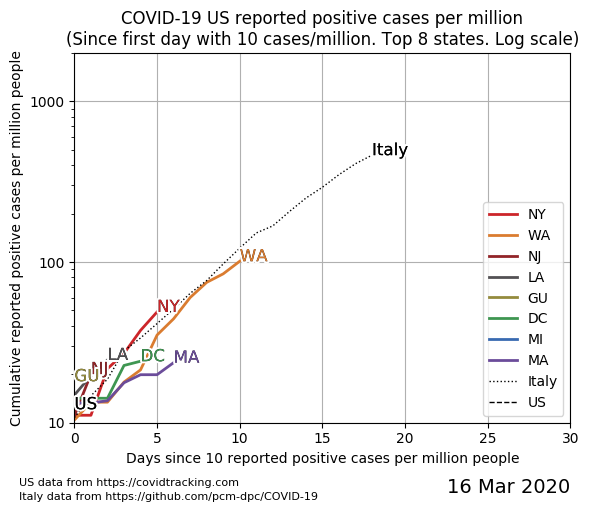 COVID-19 US reported positive cases per million
(Since first day with 10 cases/million. Top 8 states. Log scale)
Cumulative reported positive cases per million people
1000
100
10
Italy
WA
NY
MA
DC
LA
NJ
GU
US
NY
WA
NJ
LA
GU
DC
MI
MA
Italy
US
0 5 10 15 20 25 30
Days since 10 reported positive cases per million people
US data from https://covidtracking.com
Italy data from https://github.com/pcm-dpc/COVID-19
16 Mar 2020